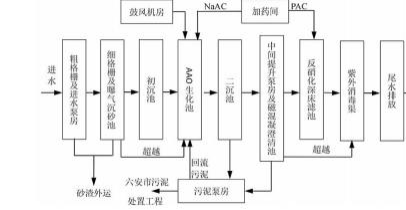 鼓风机房
NaAC
加药间
PAC
进水
粗格栅及进水泵房
细格栅及曝气沉砂池
初沉池
AAO生化池
二沉池
中间提升泵房及磁混凝澄清池
反硝化深床滤池
紫外消毒渠
尾水排放
超越
超越
回流污泥
砂渣外运
六安市污泥处置工程
污泥泵房